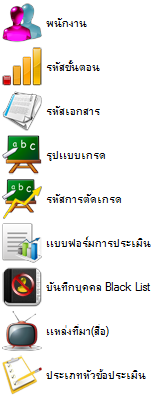 พนักงาน
รหัสขั้นตอน
รหัสเอกสาร
abc
รูปแบบเกรด
abc
รหัสการตัดเกรด
แบบฟอร์มการประเมิน
บันทึกบุคคล Black List
แหล่งที่มา(สื่อ)
ประเภทหัวข้อประเมิน